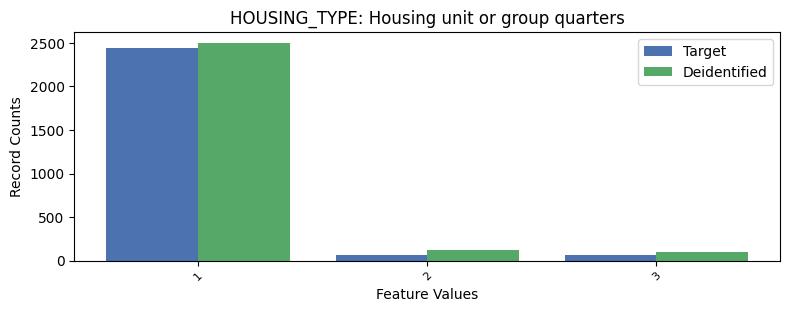 HOUSING_TYPE: Housing unit or group quarters
Target
Deidentified
Record Counts
2500
2000
1500
1000
500
0
1
2
3
Feature Values